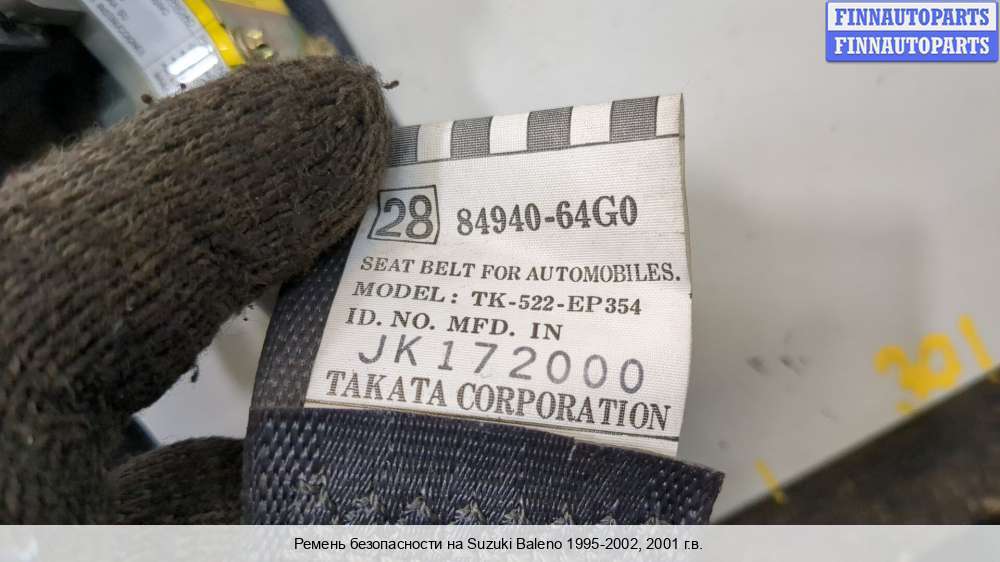 FINNAUTOPARTS
FINNAUTOPARTS
28 84940-64G0
SEAT BELT FOR AUTOMOBILES.
MODEL: TK-522-EP354
ID. NO. MFD. IN
JK172000
TAKATA CORPORATION
301
Ремень безопасности на Suzuki Baleno 1995-2002, 2001 г.в.